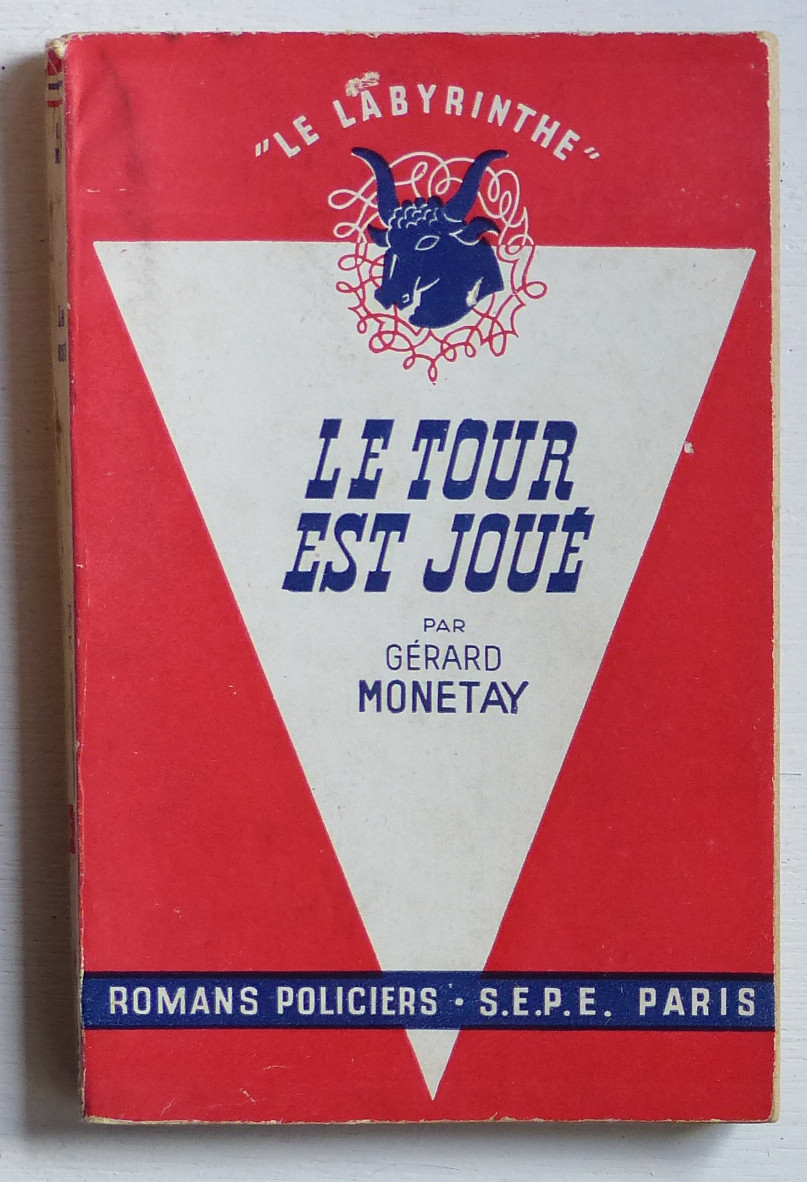 "LE LABYRINTHE"
LE TOUR
EST JOUÉ
PAR
GÉRARD
MONETAY
ROMANS POLICIERS · S.E.P.E. PARIS